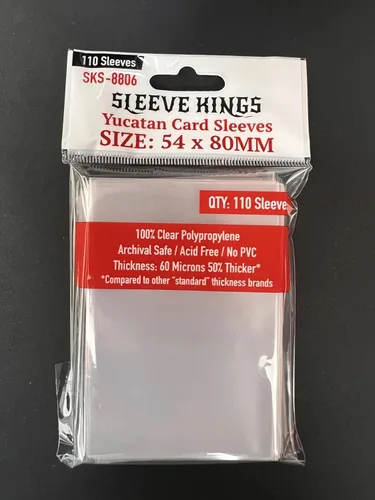 110 Sleeves
SKS-8806
SLEEVE KINGS
Yucatan Card Sleeves
SIZE: 54 x 80MM
QTY: 110 Sleeve
100% Clear Polypropylene
Archival Safe / Acid Free / No PVC
Thickness: 60 Microns 50% Thicker*
*Compared to other "standard" thickness brands